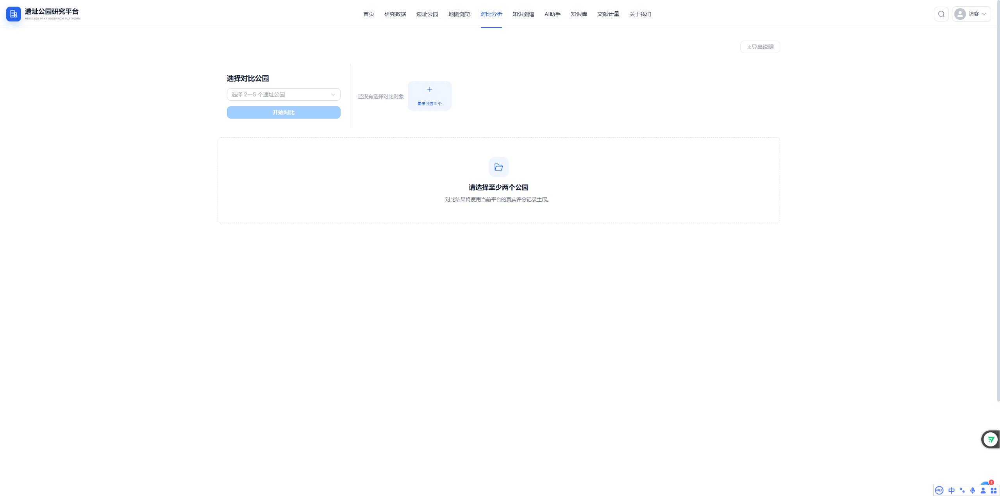 遗址公园研究平台
HERITAGE PARK RESEARCH PLATFORM
首页 研究数据 遗址公园 地图浏览 对比分析 知识图谱 AI助手 知识库 文献计量 关于我们
访客
导出说明
选择对比公园
选择 2—5 个遗址公园
开始对比
还没有选择对比对象
最多可选 5 个
请选择至少两个公园
对比结果将使用当前平台的真实评分记录生成。
2
iFLY 中